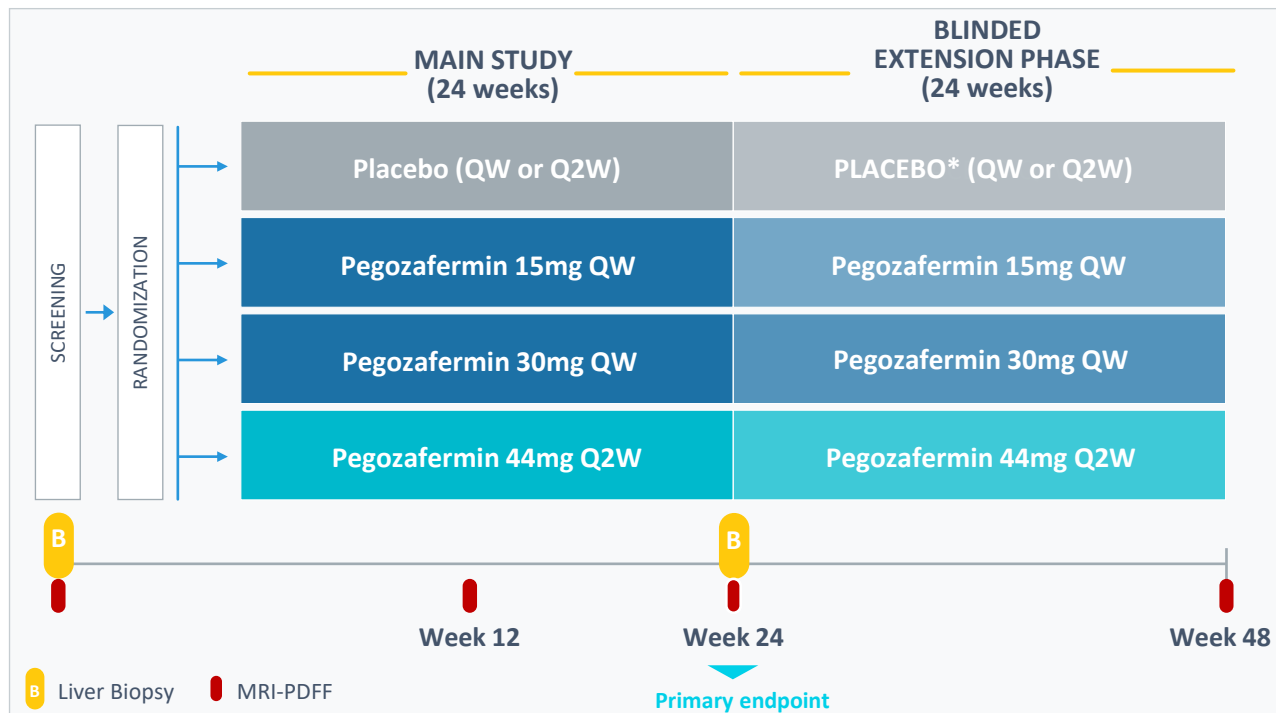 MAIN STUDY
(24 weeks)
BLINDED
EXTENSION PHASE
(24 weeks)
SCREENING
RANDOMIZATION
Placebo (QW or Q2W)
PLACEBO* (QW or Q2W)
Pegozafermin 15mg QW
Pegozafermin 15mg QW
Pegozafermin 30mg QW
Pegozafermin 30mg QW
Pegozafermin 44mg Q2W
Pegozafermin 44mg Q2W
B
B
Week 12
Week 24
Week 48
Primary endpoint
B Liver Biopsy
MRI-PDFF